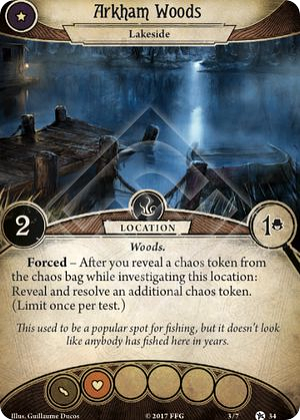 Arkham Woods
Lakeside
2
1
LOCATION
Woods.
Forced – After you reveal a chaos token from
the chaos bag while investigating this location:
Reveal and resolve an additional chaos token.
(Limit once per test.)
This used to be a popular spot for fishing, but it doesn't look
like anybody has fished here in years.
Illus. Guillaume Ducos
© 2017 FFG
3/7
34